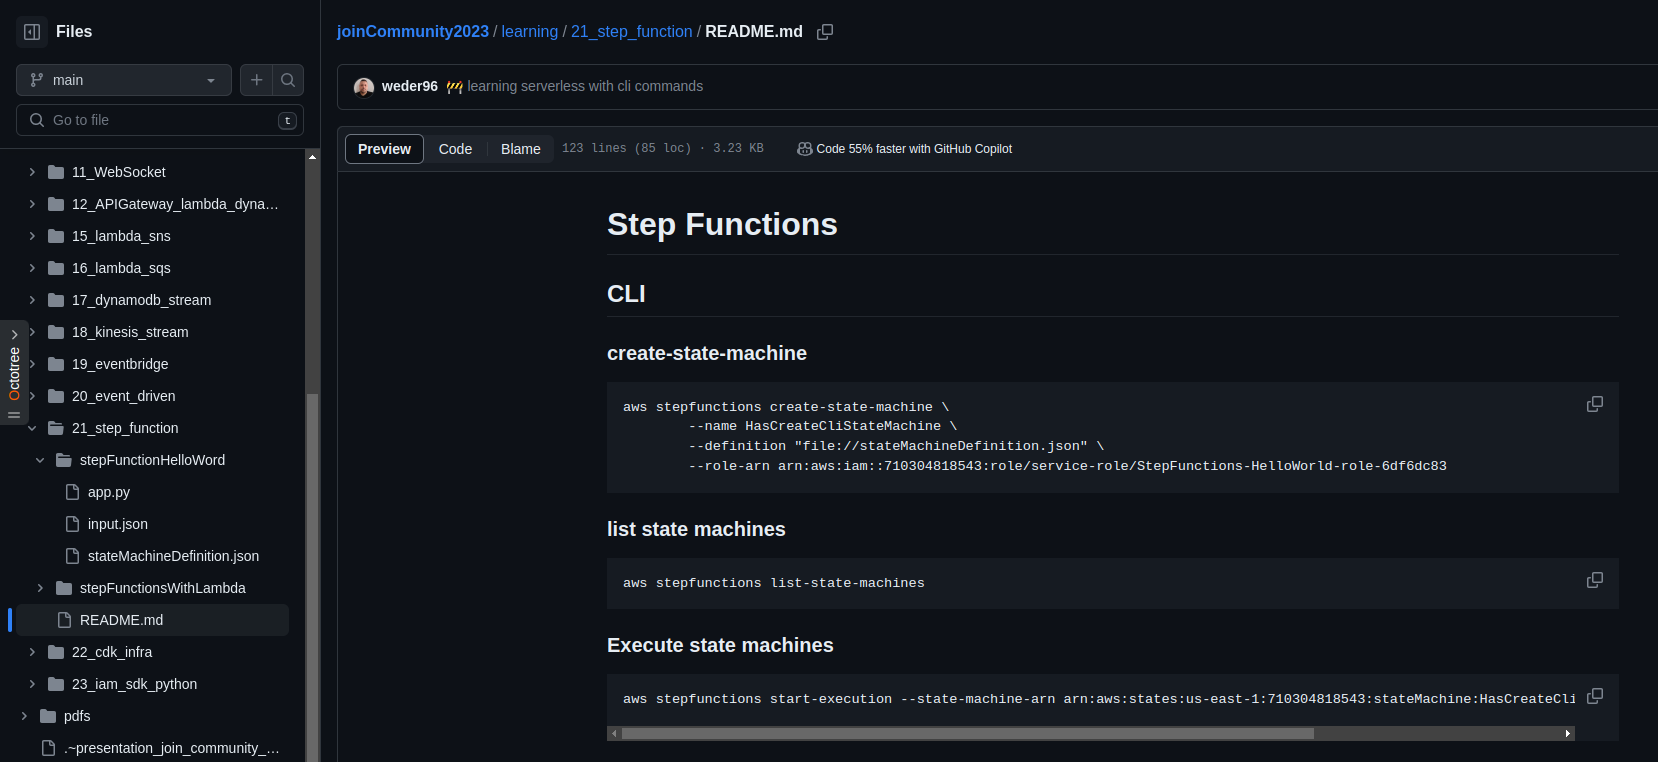 Files
main
Go to file
t
11_WebSocket
12_APIGateway_lambda_dyna…
15_lambda_sns
16_lambda_sqs
17_dynamodb_stream
18_kinesis_stream
19_eventbridge
20_event_driven
21_step_function
stepFunctionHelloWord
app.py
input.json
stateMachineDefinition.json
stepFunctionsWithLambda
README.md
22_cdk_infra
23_iam_sdk_python
pdfs
.~presentation_join_community_…
Octotree
joinCommunity2023 / learning / 21_step_function / README.md
weder96 🚧 learning serverless with cli commands
Preview Code Blame 123 lines (85 loc) · 3.23 KB Code 55% faster with GitHub Copilot
Step Functions
CLI
create-state-machine
aws stepfunctions create-state-machine \
--name HasCreateCliStateMachine \
--definition "file://stateMachineDefinition.json" \
--role-arn arn:aws:iam::710304818543:role/service-role/StepFunctions-HelloWorld-role-6df6dc83
list state machines
aws stepfunctions list-state-machines
Execute state machines
aws stepfunctions start-execution --state-machine-arn arn:aws:states:us-east-1:710304818543:stateMachine:HasCreateCli